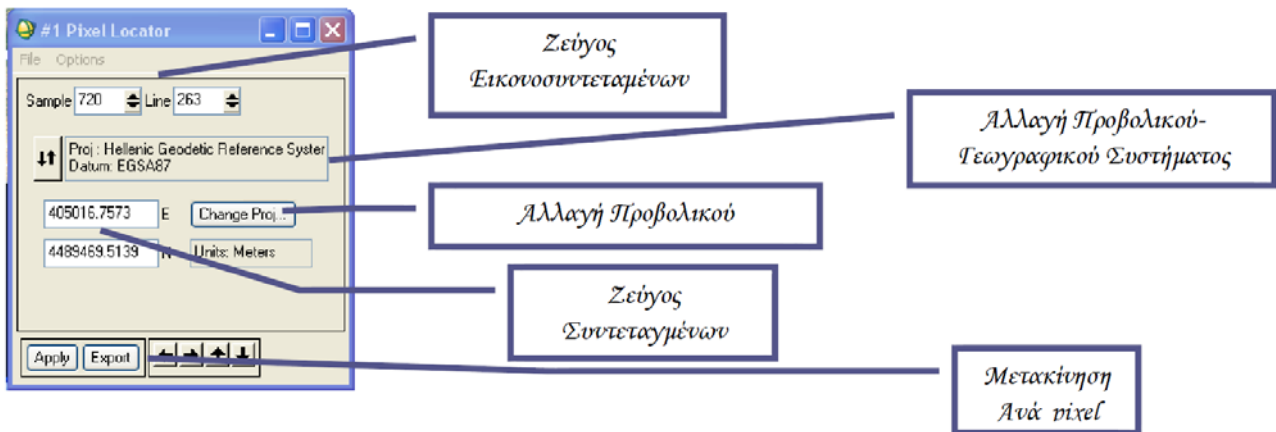 #1 Pixel Locator
File Options
Sample 720 Line 263
Proj : Hellenic Geodetic Reference Syster
Datum: EGSA87
405016.7573 E Change Proj...
4489469.5139 N Units: Meters
Apply Export
Ζεύγος
Εικονοσυντεταμένων
Αλλαγή Προβολικού-
Γεωγραφικού Συστήματος
Αλλαγή Προβολικού
Ζεύγος
Συντεταγμένων
Μετακίνηση
Ανά pixel